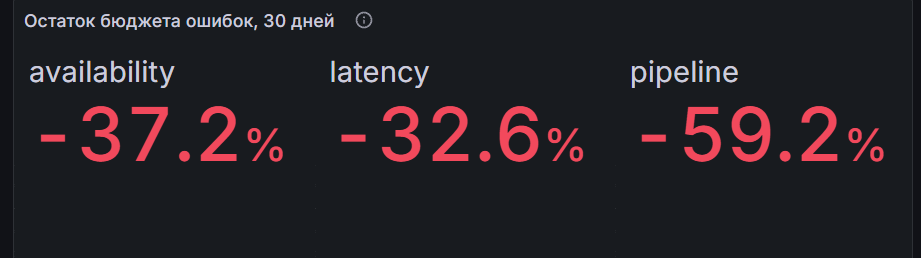 Остаток бюджета ошибок, 30 дней
availability latency pipeline
-37.2% -32.6% -59.2%